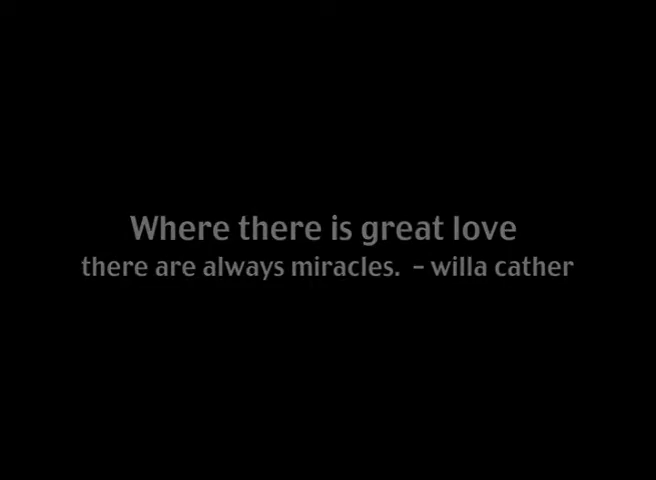 Where there is great love
there are always miracles. – willa cather